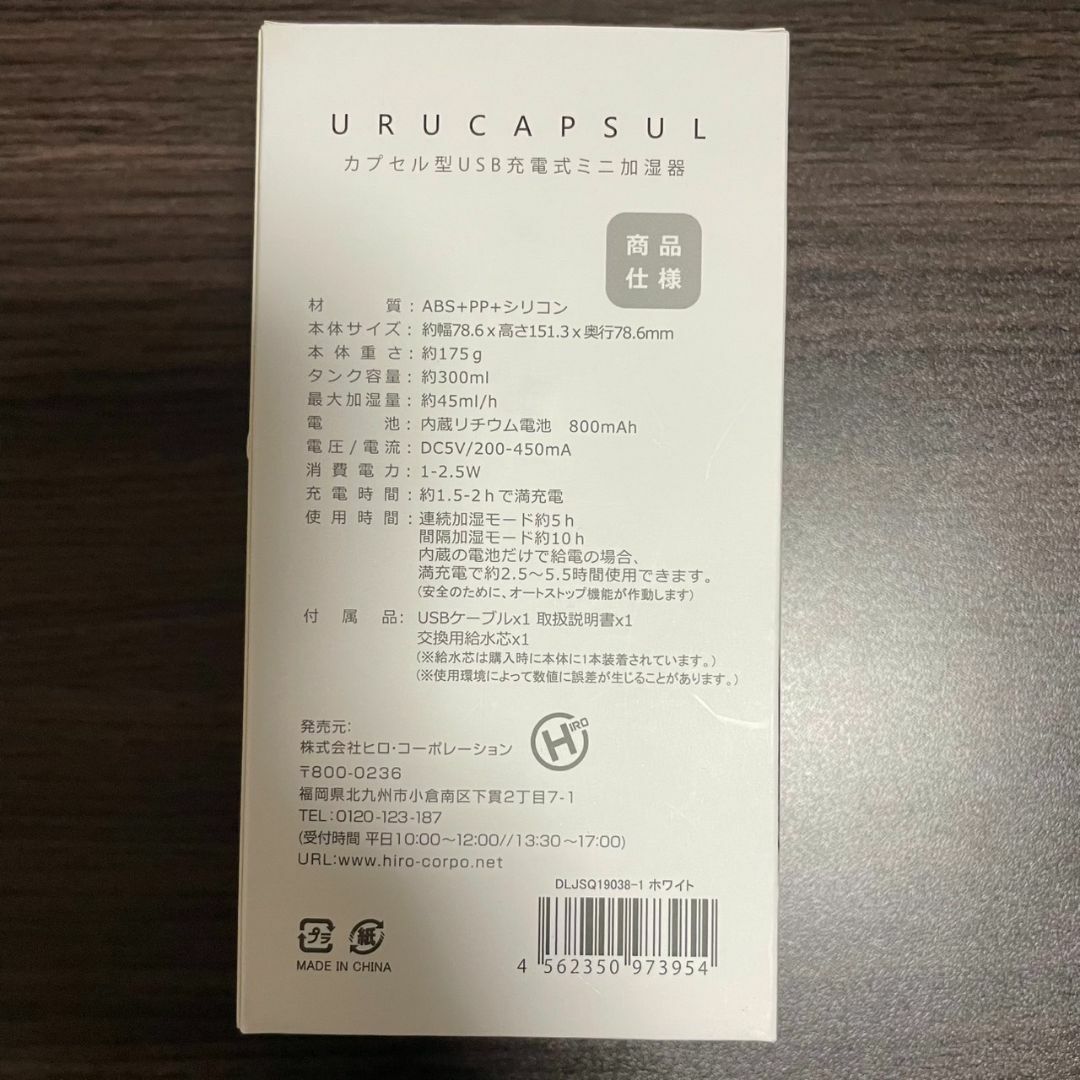 URUCAPSUL
カプセル型USB充電式ミニ加湿器
商品
仕様
材質：ABS+PP+シリコン
本体サイズ：約幅78.6x高さ151.3x奥行78.6mm
本体重さ：約175g
タンク容量：約300ml
最大加湿量：約45ml/h
電池：内蔵リチウム電池 800mAh
電圧/電流：DC5V/200-450mA
消費電力：1-2.5W
充電時間：約1.5-2hで満充電
使用時間：連続加湿モード約5h
間隔加湿モード約10h
内蔵の電池だけで給電の場合、
満充電で約2.5〜5.5時間使用できます。
(安全のために、オートストップ機能が作動します)
付属品：USBケーブルx1 取扱説明書x1
交換用給水芯x1
(※給水芯は購入時に本体に1本装着されています。)
(※使用環境によって数値に誤差が生じることがあります。)
発売元:
株式会社ヒロ・コーポレーション
HIRO
〒800-0236
福岡県北九州市小倉南区下貫2丁目7-1
TEL:0120-123-187
(受付時間 平日10:00〜12:00//13:30〜17:00)
URL:www.hiro-corpo.net
DLJSQ19038-1 ホワイト
プラ 紙
MADE IN CHINA
4 562350 973954